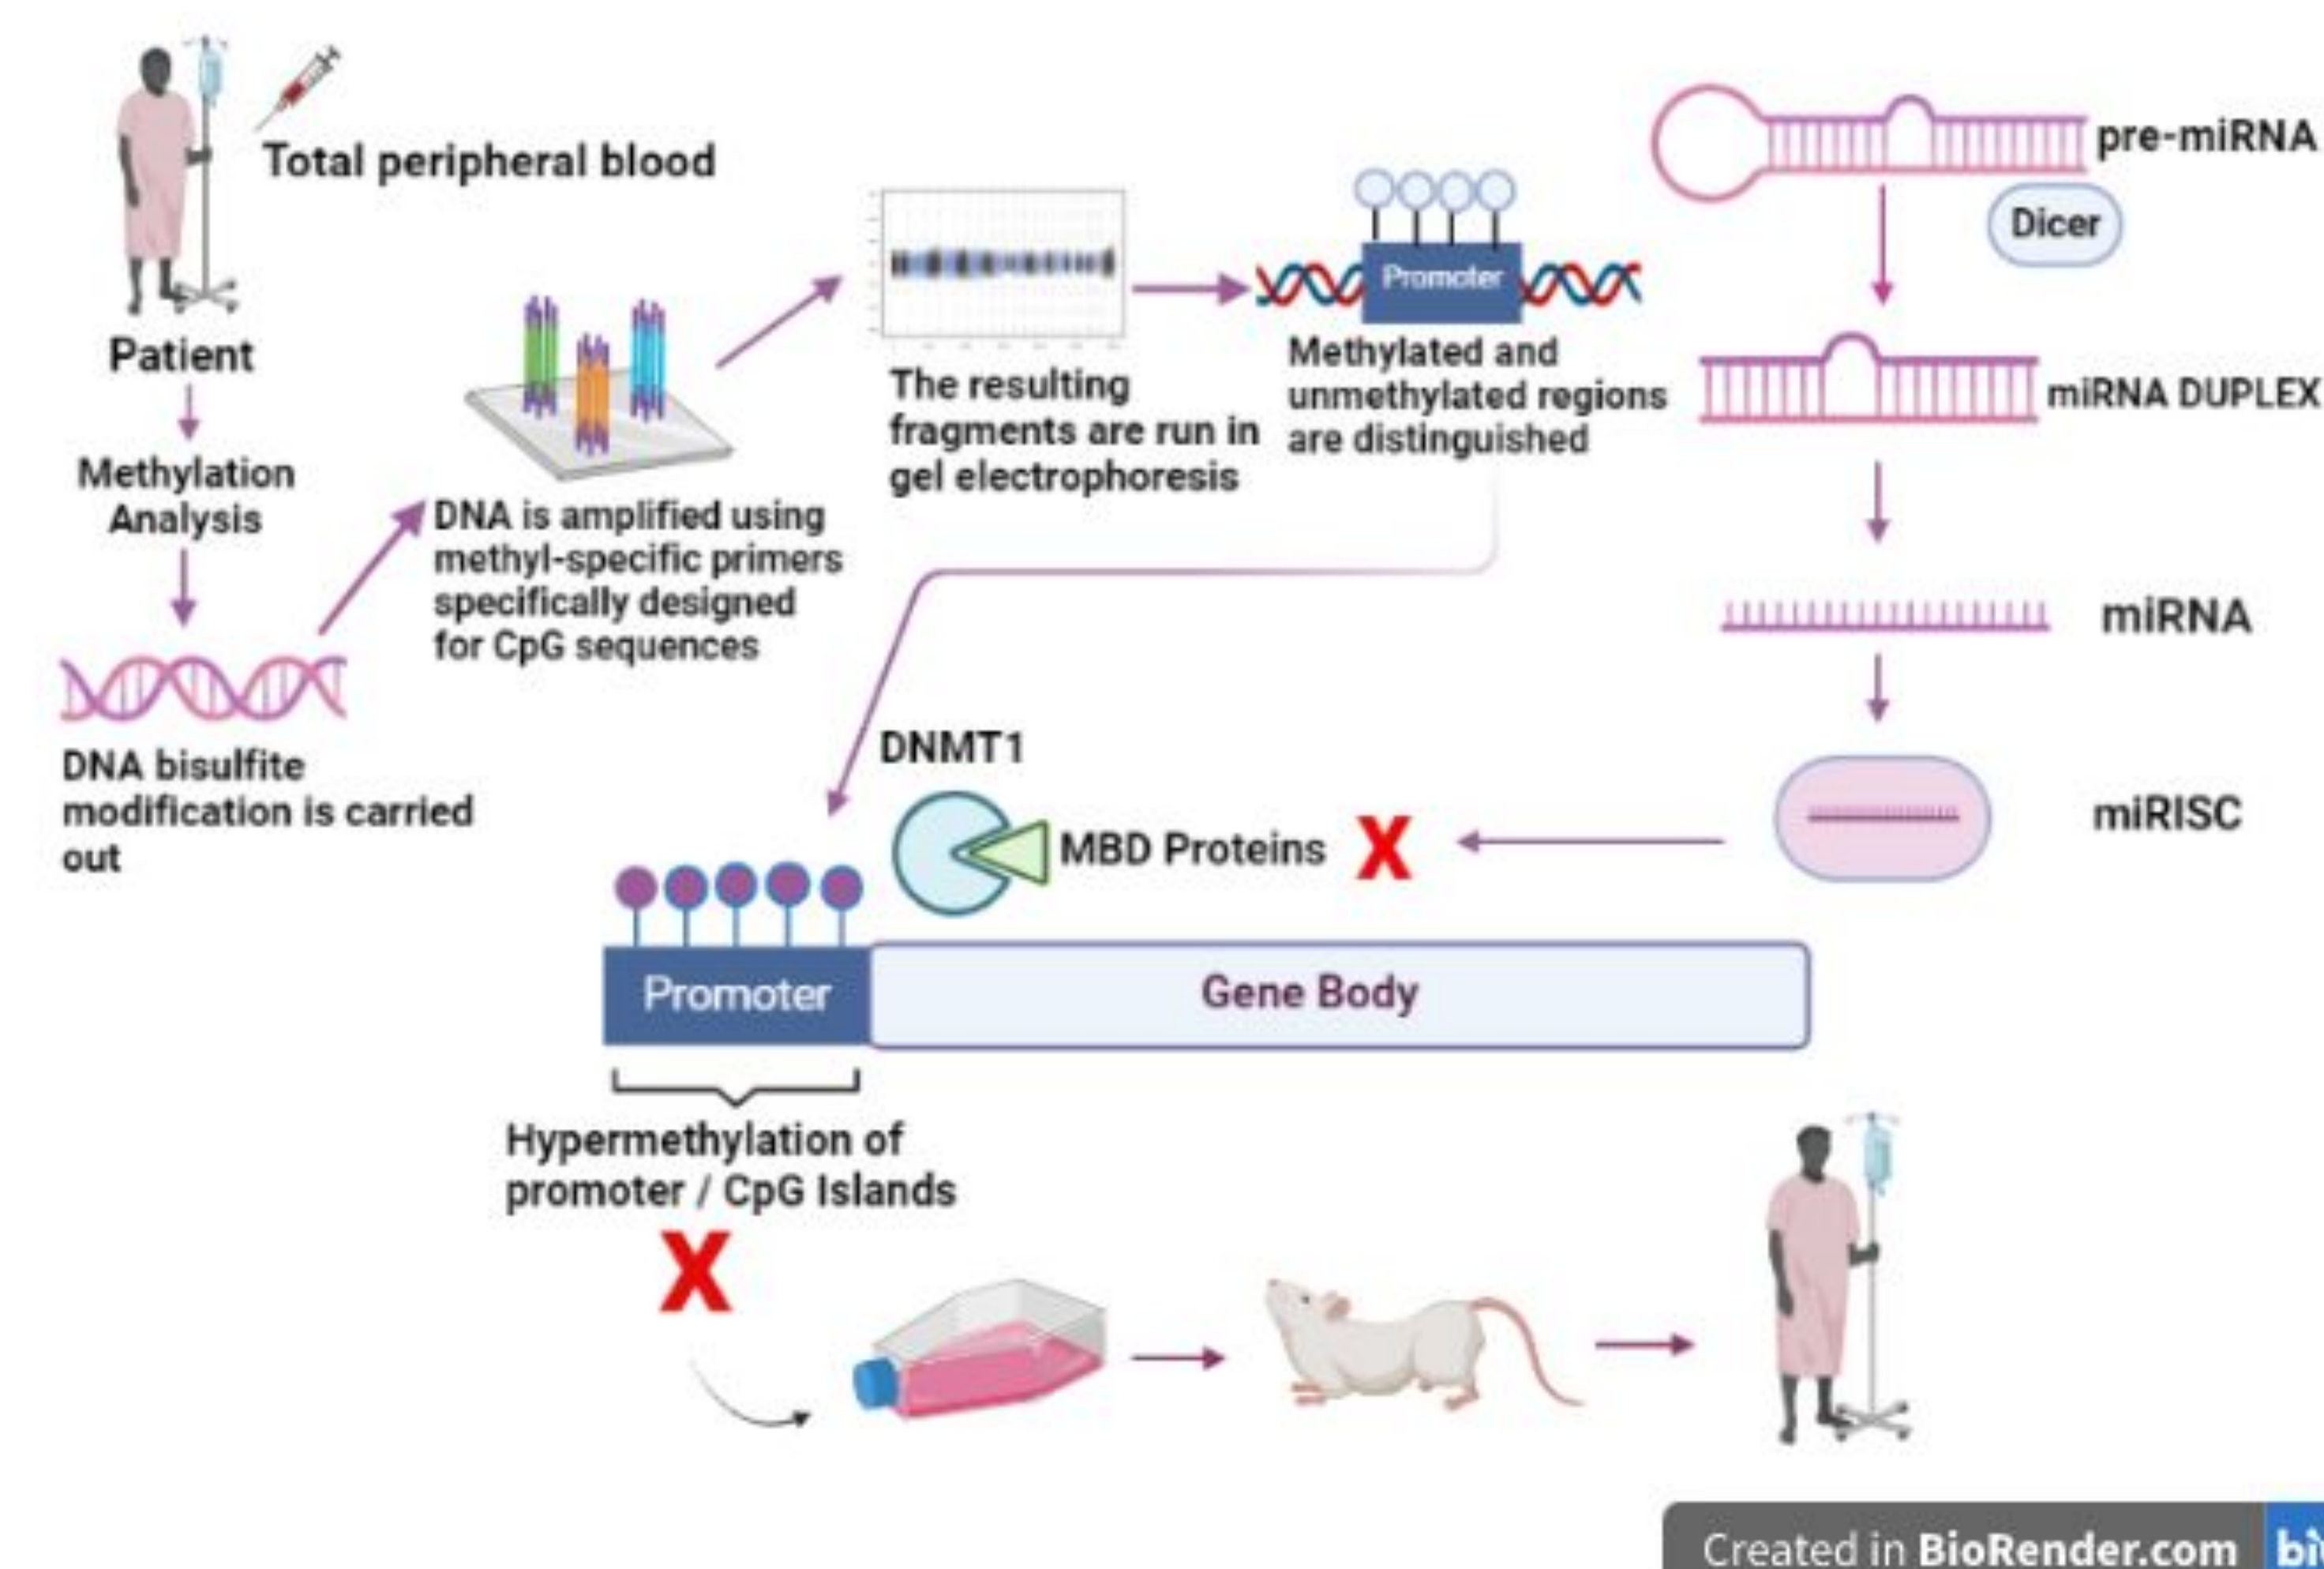 Total peripheral blood
Patient
Methylation
Analysis
DNA bisulfite
modification is carried
out
DNA is amplified using
methyl-specific primers
specifically designed
for CpG sequences
The resulting
fragments are run in
gel electrophoresis
Promoter
Methylated and
unmethylated regions
are distinguished
pre-miRNA
Dicer
miRNA DUPLEX
miRNA
miRISC
DNMT1
MBD Proteins X
Promoter
Gene Body
Hypermethylation of
promoter / CpG Islands
X
Created in BioRender.com